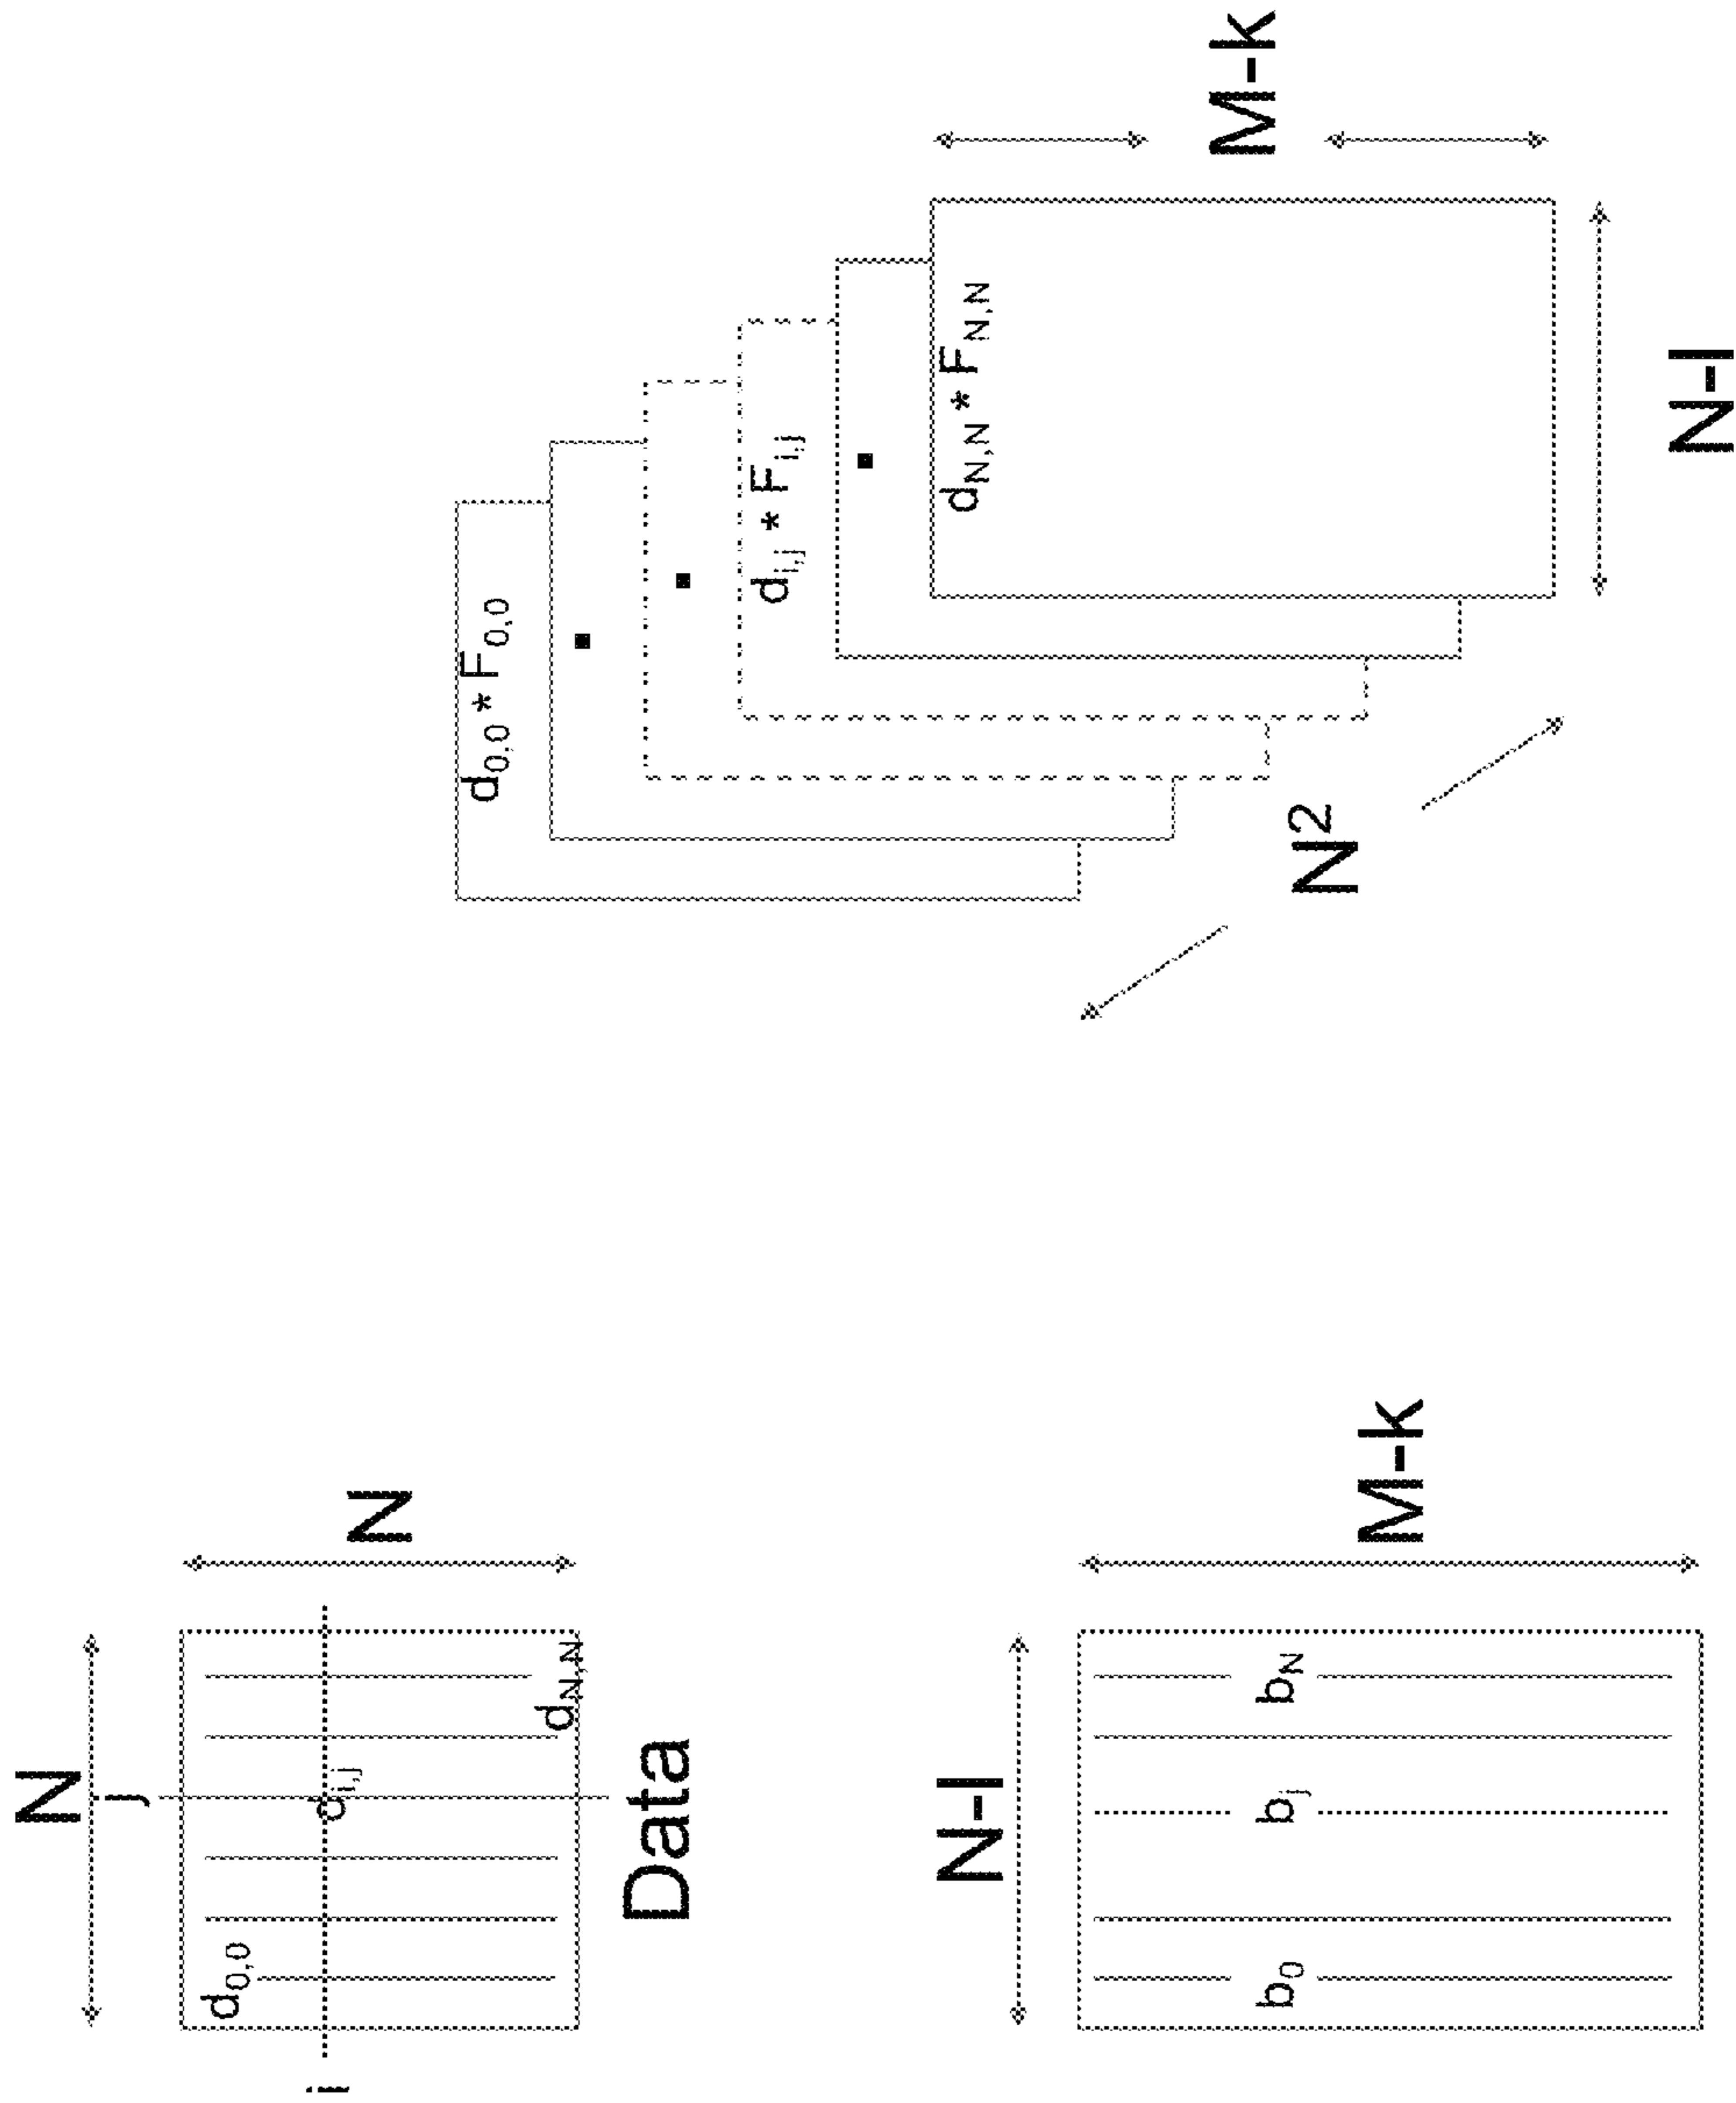 N
j
i
d0,0
di,j
dN,N
N
Data
N-l
b0
bj
bN
M-k
d0,0 * F0,0
di,j * Fi,j
dN,N * FN,N
M-k
N2
N-l